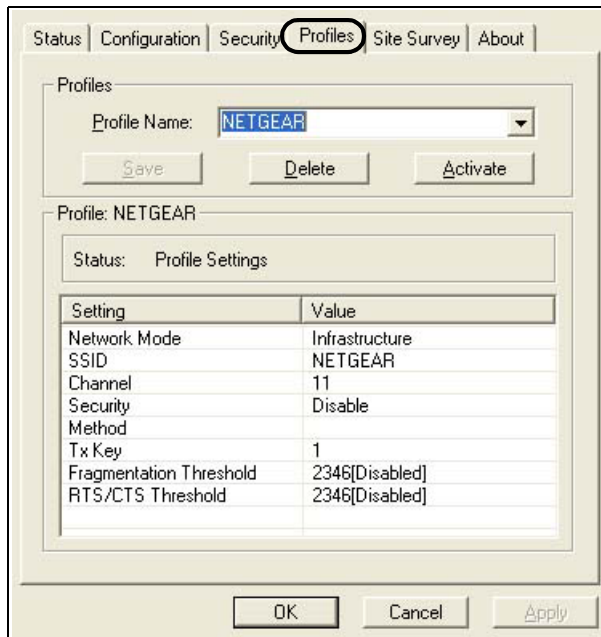 Status Configuration Security Profiles Site Survey About
Profiles
Profile Name: NETGEAR
Save Delete Activate
Profile: NETGEAR
Status: Profile Settings
Setting Value
Network Mode Infrastructure
SSID NETGEAR
Channel 11
Security Disable
Method
Tx Key 1
Fragmentation Threshold 2346[Disabled]
RTS/CTS Threshold 2346[Disabled]
OK Cancel Apply